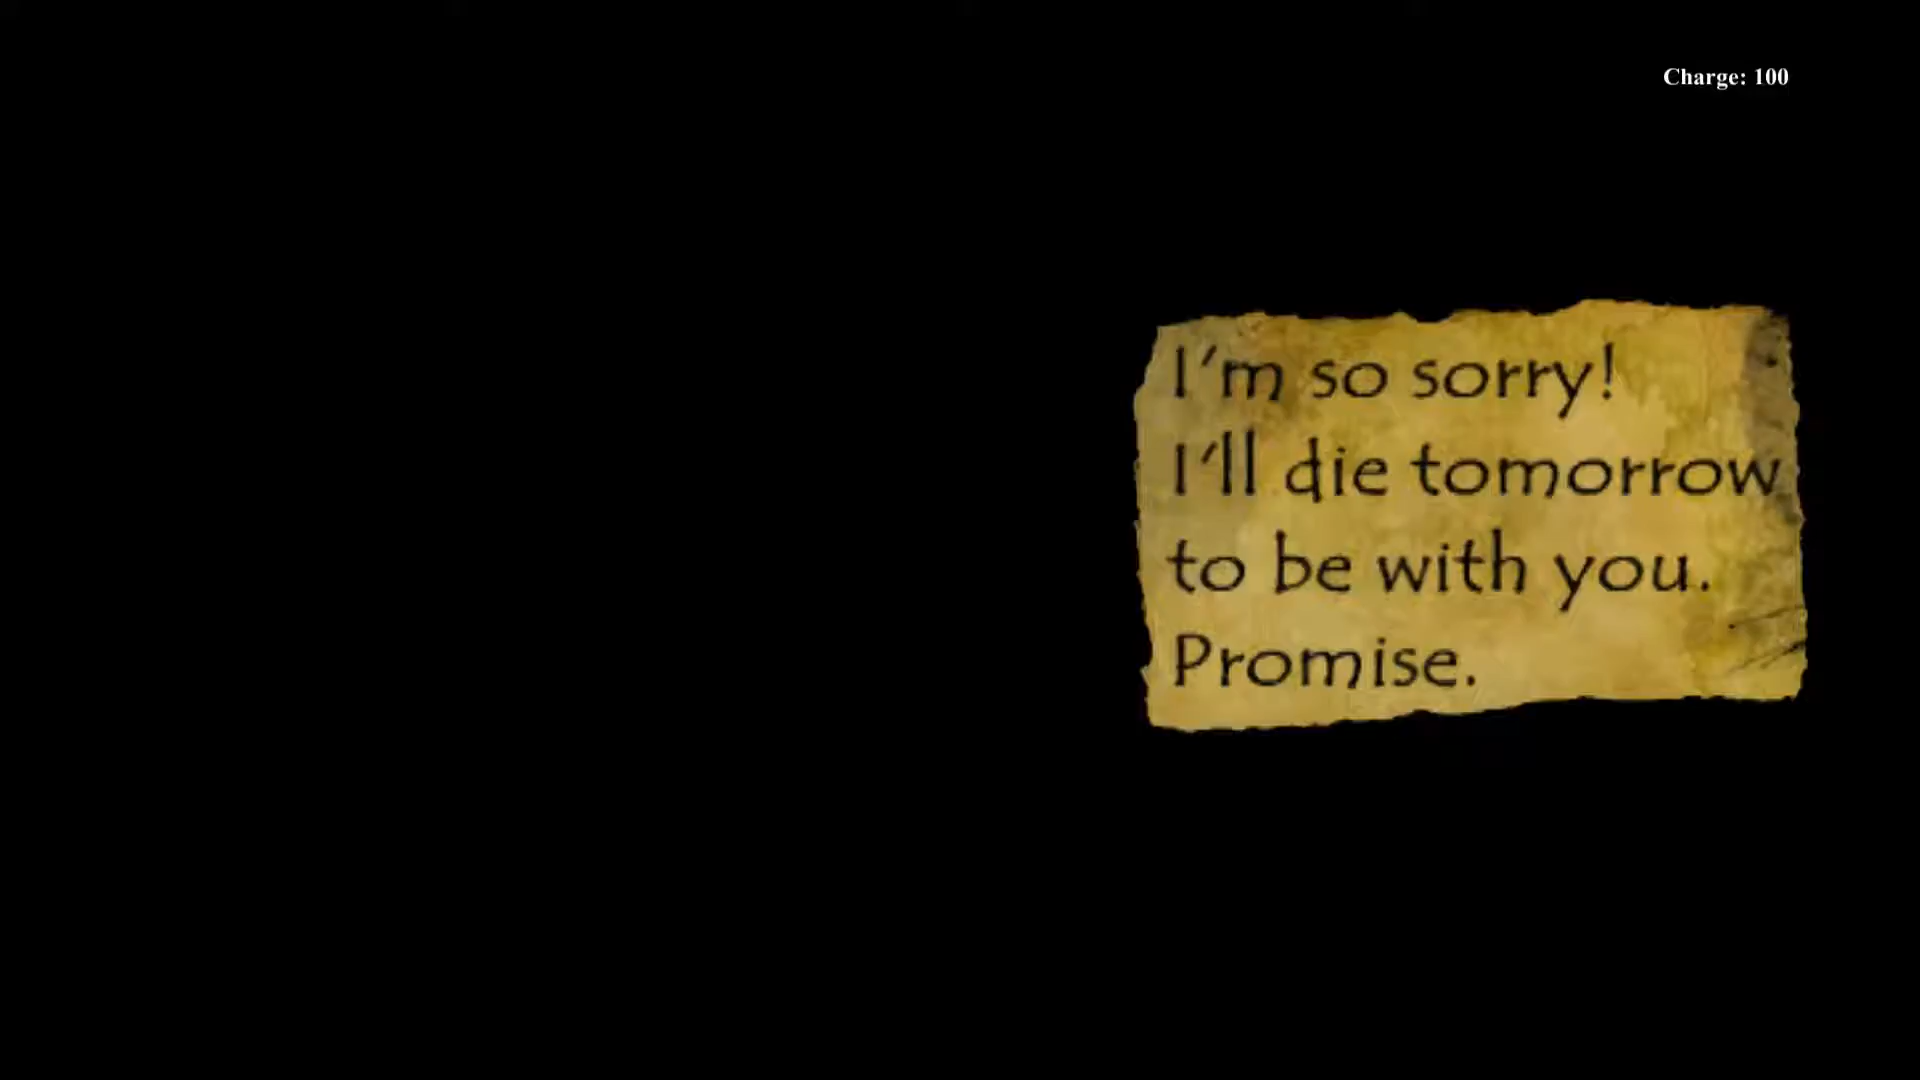 Charge: 100
I'm so sorry!
I'll die tomorrow
to be with you.
Promise.